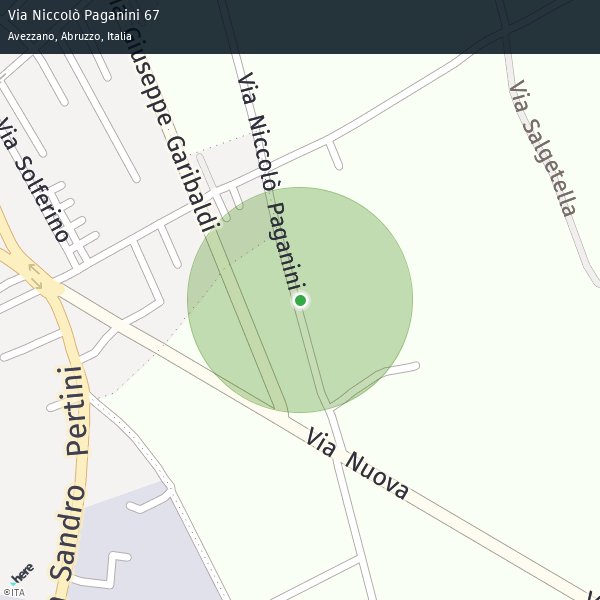 Via Niccolò Paganini 67
Avezzano, Abruzzo, Italia
Giuseppe Garibaldi
Via Niccolò Paganini
Via Salgetella
Via Solferino
Sandro Pertini
Via Nuova
here
©ITA